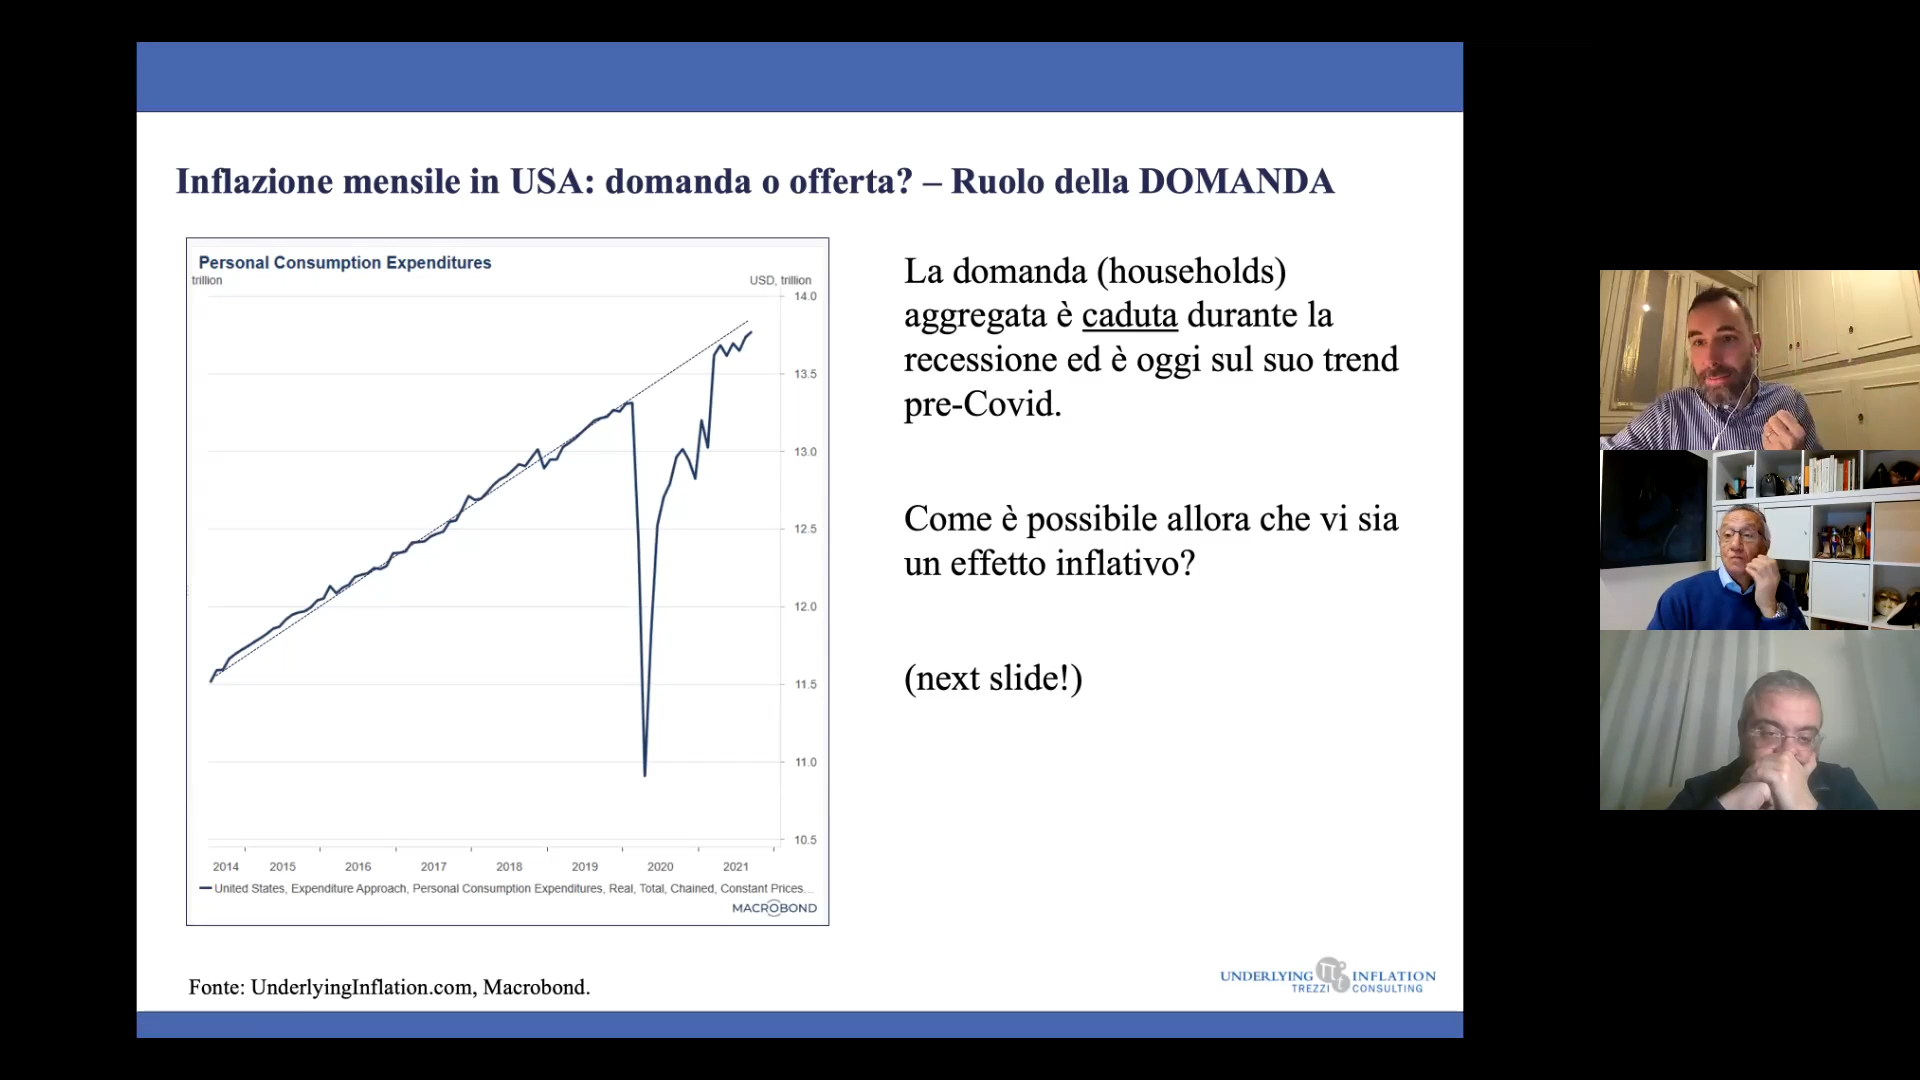 Inflazione mensile in USA: domanda o offerta? – Ruolo della DOMANDA
Personal Consumption Expenditures
trillion
USD, trillion
14.0
13.5
13.0
12.5
12.0
11.5
11.0
10.5
2014 2015 2016 2017 2018 2019 2020 2021
United States, Expenditure Approach, Personal Consumption Expenditures, Real, Total, Chained, Constant Prices...
MACROBOND
La domanda (households)
aggregata è caduta durante la
recessione ed è oggi sul suo trend
pre-Covid.
Come è possibile allora che vi sia
un effetto inflativo?
(next slide!)
Fonte: UnderlyingInflation.com, Macrobond.
UNDERLYING INFLATION
TREZZI CONSULTING